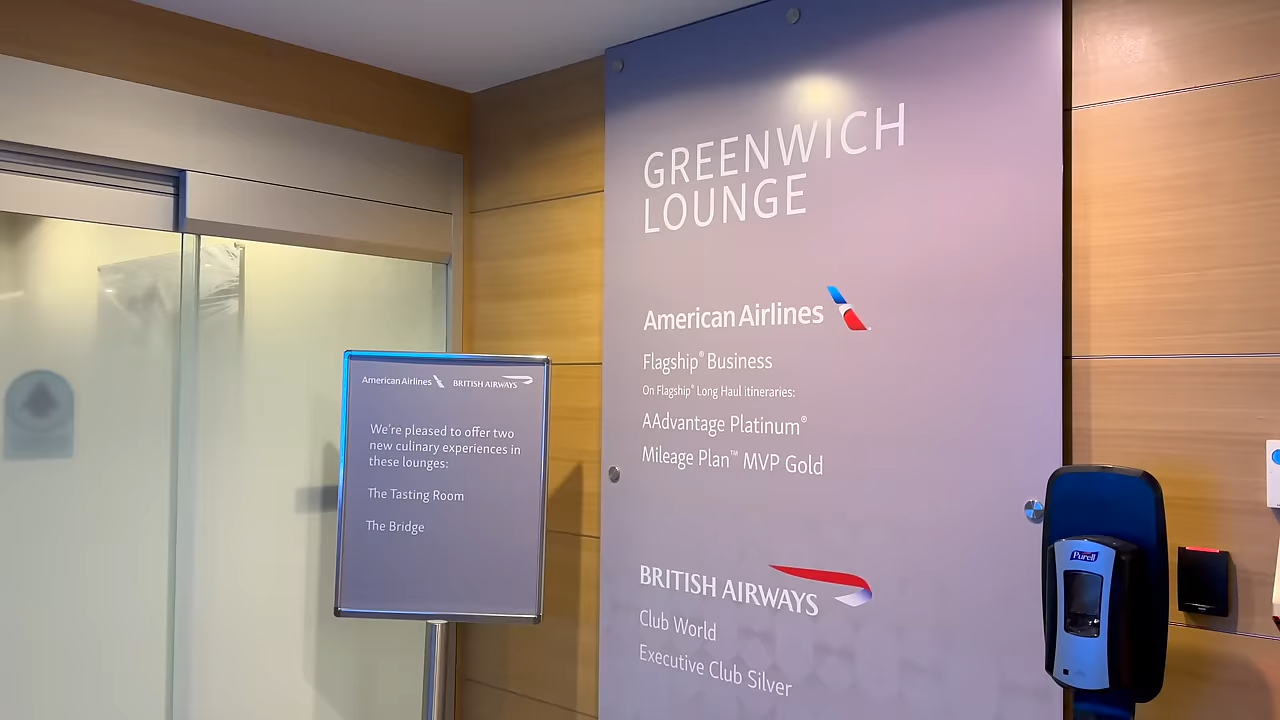 GREENWICH
LOUNGE
American Airlines
Flagship® Business
On Flagship® Long Haul itineraries:
AAdvantage Platinum®
Mileage Plan™ MVP Gold
BRITISH AIRWAYS
Club World
Executive Club Silver
American Airlines BRITISH AIRWAYS
We're pleased to offer two
new culinary experiences in
these lounges:
The Tasting Room
The Bridge
Purell